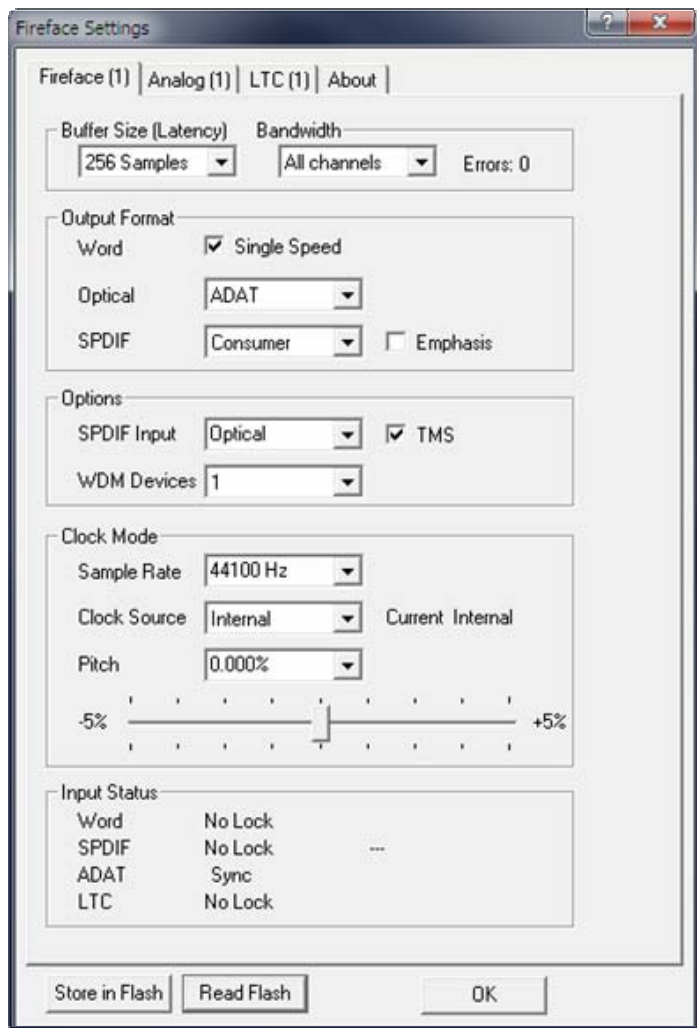 Fireface Settings
?
X
Fireface (1) Analog (1) LTC (1) About
Buffer Size (Latency) Bandwidth
256 Samples All channels Errors: 0
Output Format
Word Single Speed
Optical ADAT
SPDIF Consumer Emphasis
Options
SPDIF Input Optical TMS
WDM Devices 1
Clock Mode
Sample Rate 44100 Hz
Clock Source Internal Current Internal
Pitch 0.000%
-5% +5%
Input Status
Word No Lock
SPDIF No Lock ---
ADAT Sync
LTC No Lock
Store in Flash Read Flash OK